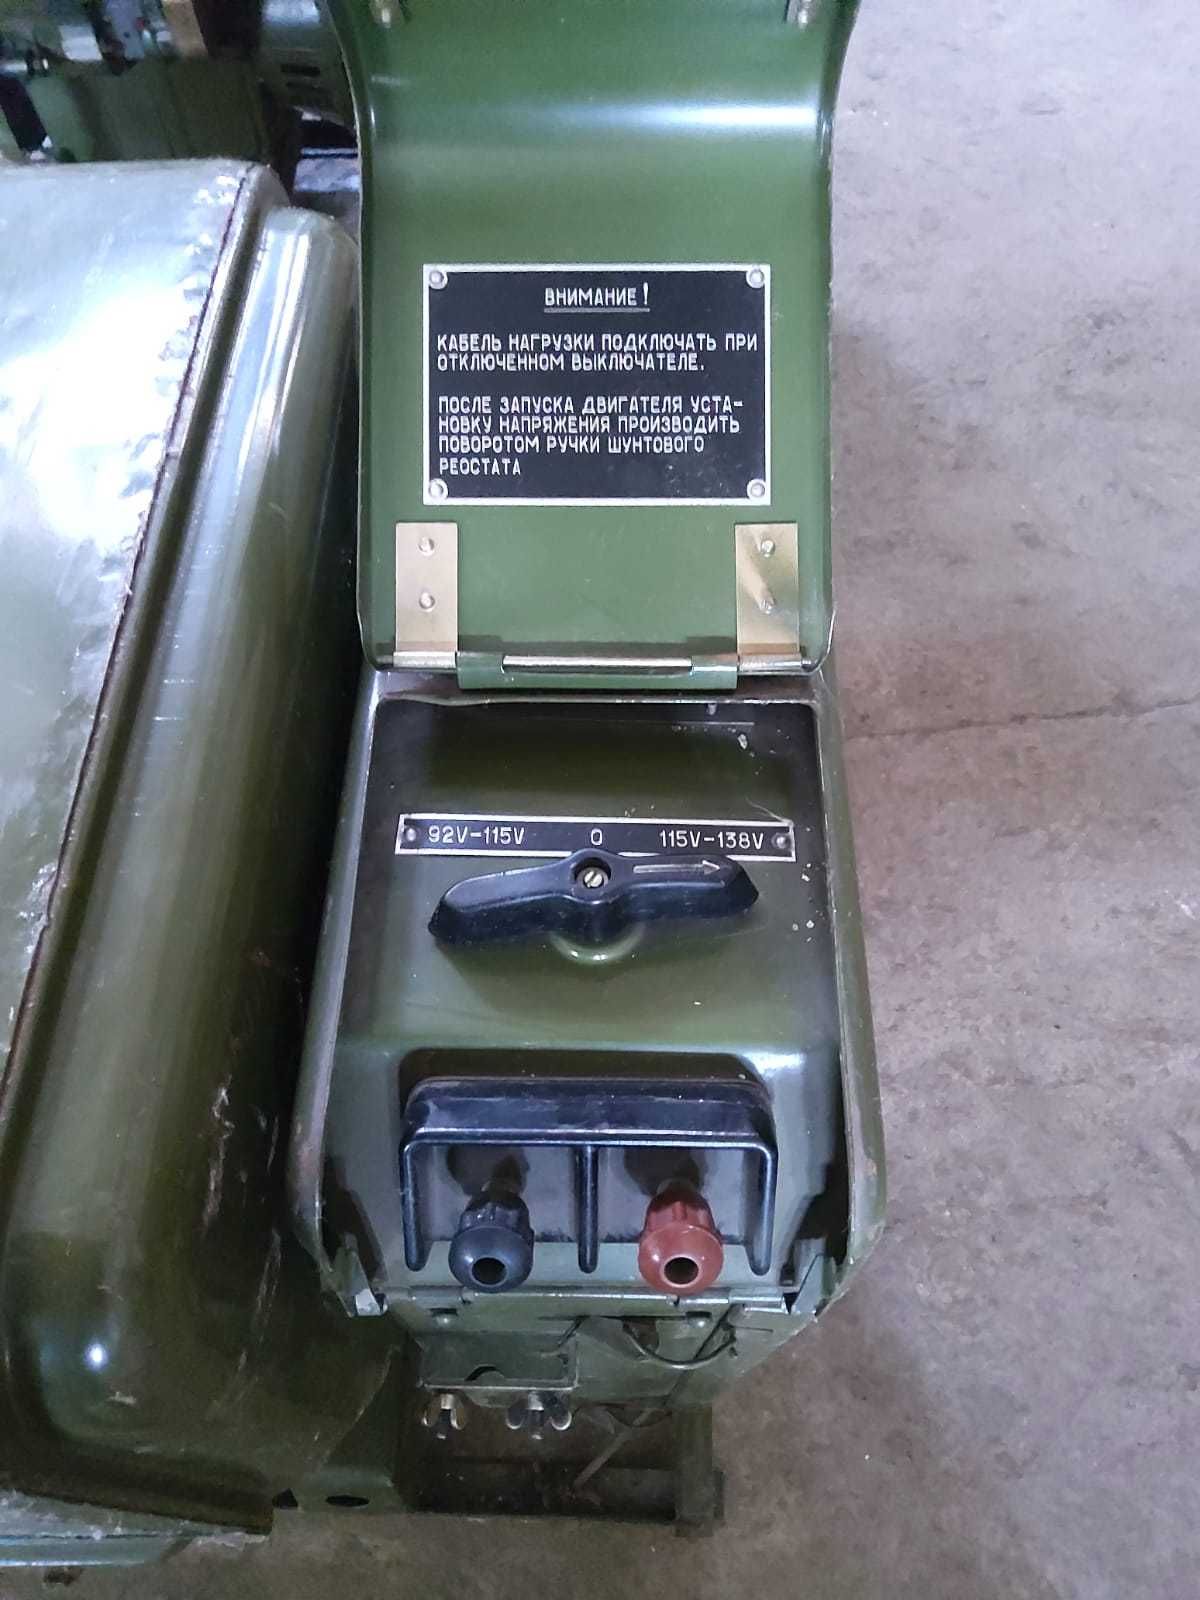 ВНИМАНИЕ!
КАБЕЛЬ НАГРУЗКИ ПОДКЛЮЧАТЬ ПРИ
ОТКЛЮЧЕННОМ ВЫКЛЮЧАТЕЛЕ.
ПОСЛЕ ЗАПУСКА ДВИГАТЕЛЯ УСТА-
НОВКУ НАПРЯЖЕНИЯ ПРОИЗВОДИТЬ
ПОВОРОТОМ РУЧКИ ШУНТОВОГО
РЕОСТАТА
92V-115V 0 115V-138V